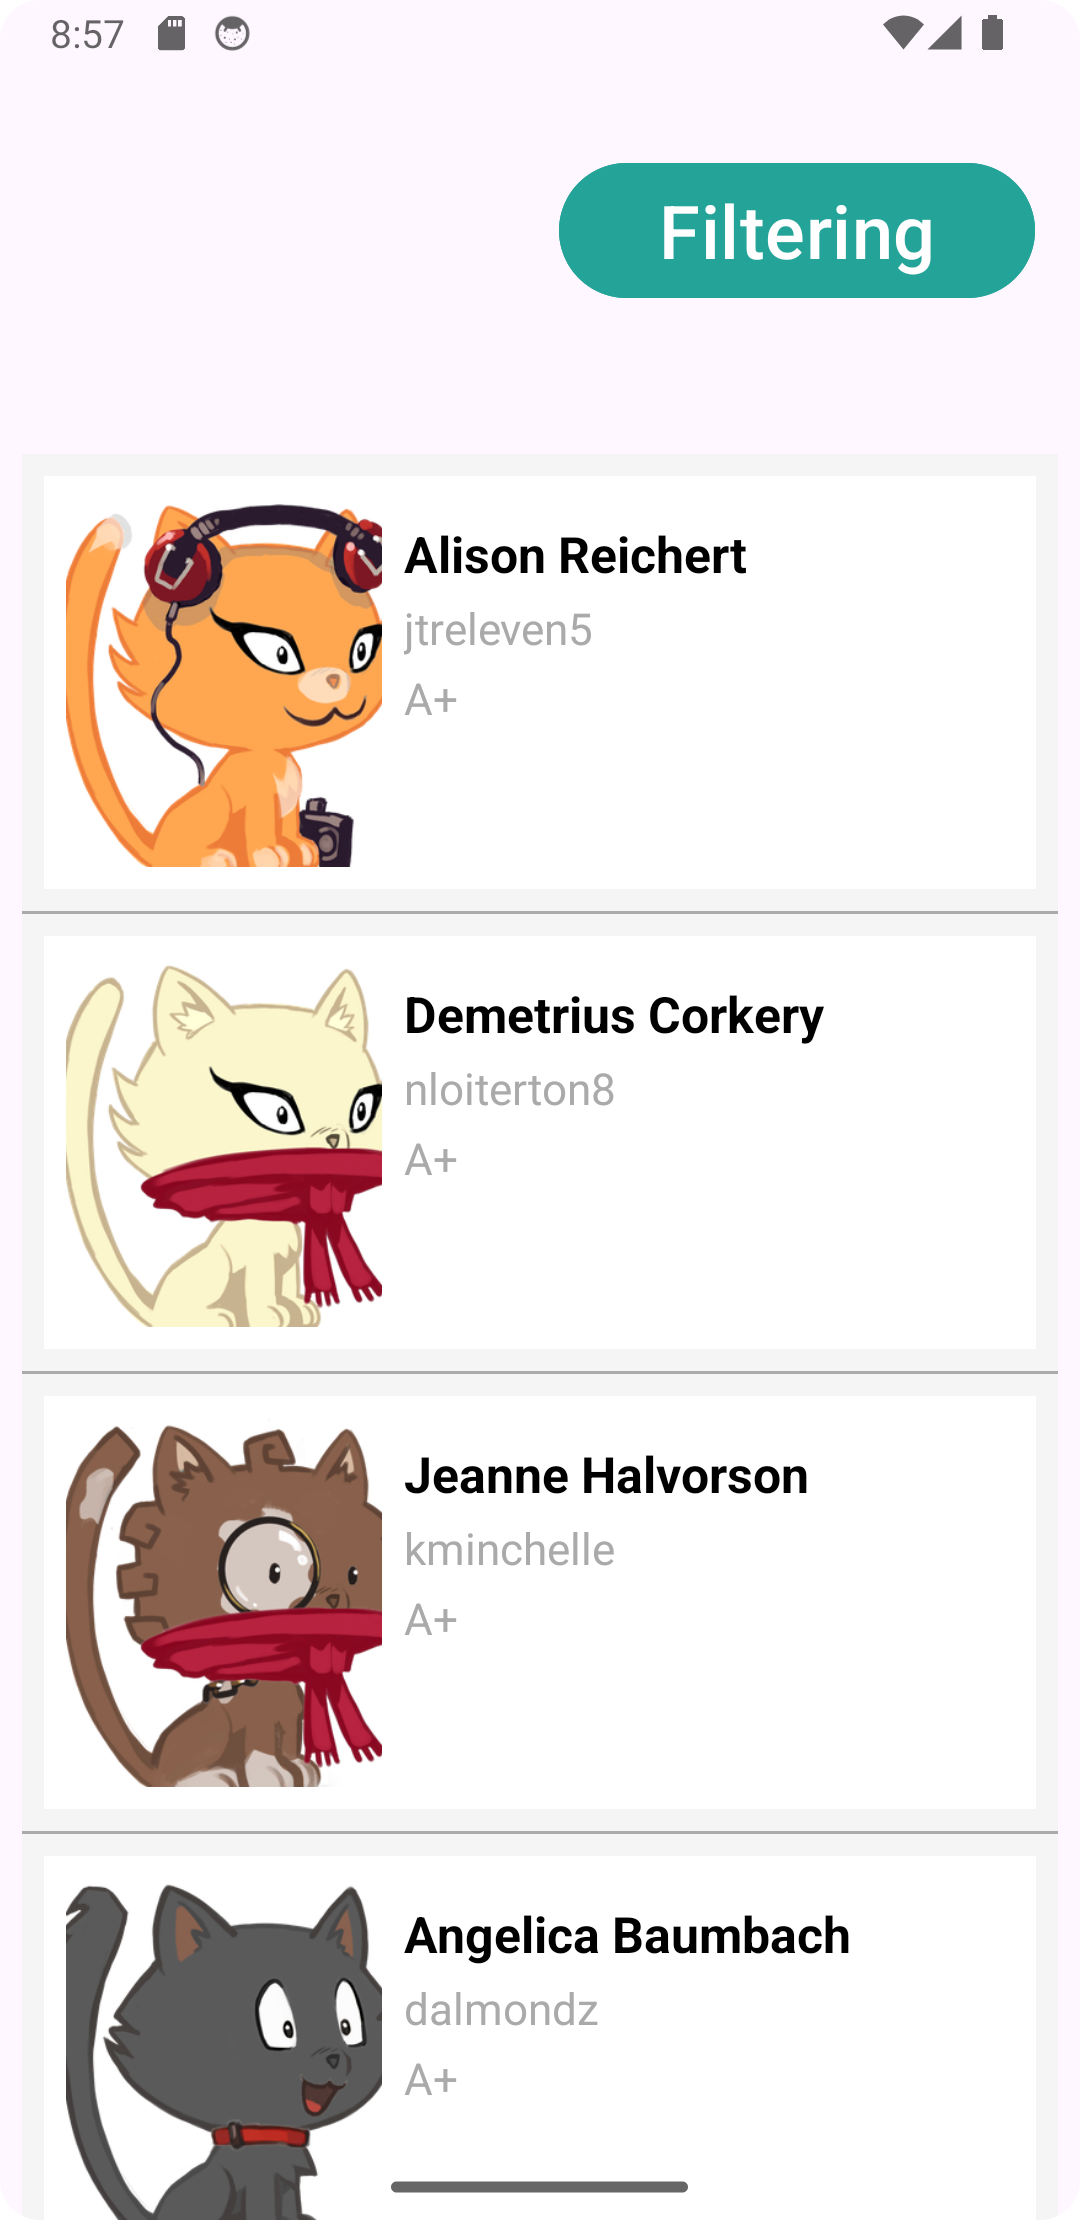 8:57
Filtering
Alison Reichert
jtreleven5
A+
Demetrius Corkery
nloiterton8
A+
Jeanne Halvorson
kminchelle
A+
Angelica Baumbach
dalmondz
A+